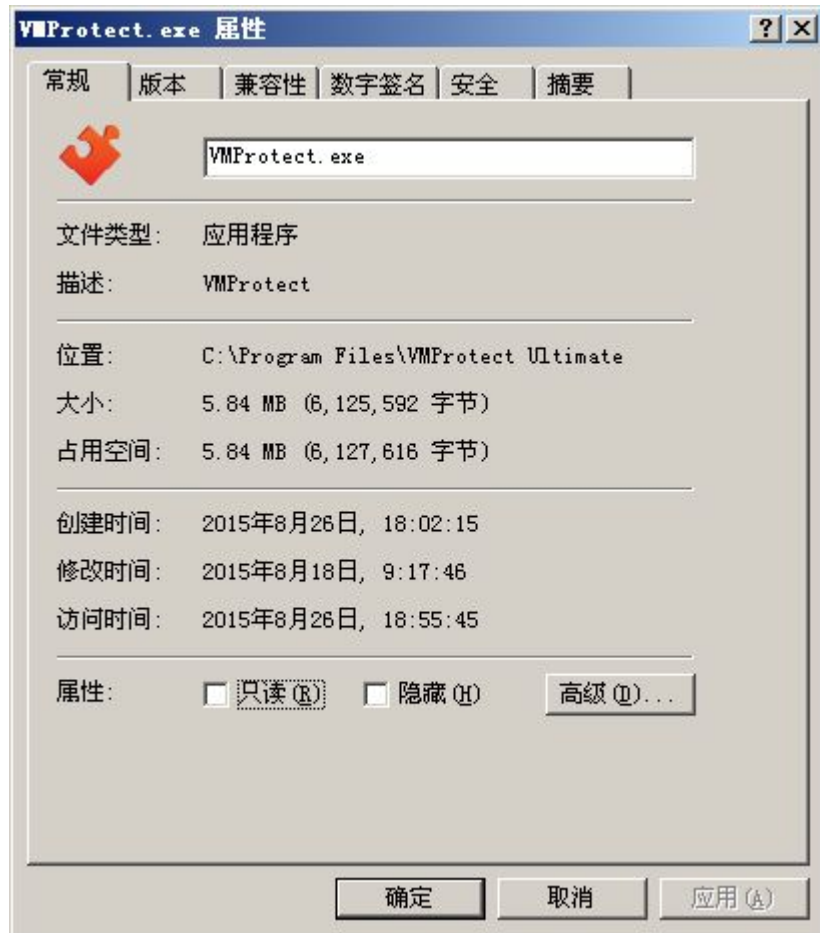 VMProtect.exe 属性
常规 版本 兼容性 数字签名 安全 摘要
VMProtect.exe
文件类型: 应用程序
描述: VMProtect
位置: C:\Program Files\VMProtect Ultimate
大小: 5.84 MB (6,125,592 字节)
占用空间: 5.84 MB (6,127,616 字节)
创建时间: 2015年8月26日, 18:02:15
修改时间: 2015年8月18日, 9:17:46
访问时间: 2015年8月26日, 18:55:45
属性: 只读(R) 隐藏(H) 高级(D)...
确定 取消 应用(A)